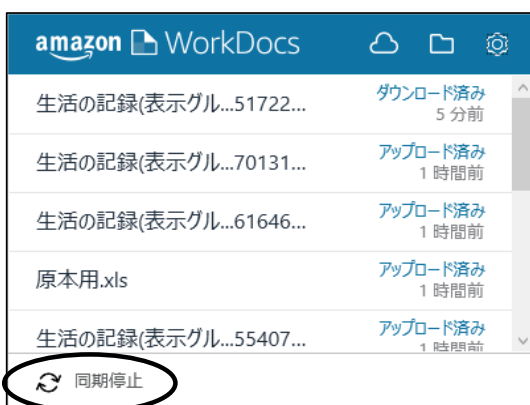 amazon WorkDocs
生活の記録(表示グル...51722...
ダウンロード済み
5 分前
生活の記録(表示グル...70131...
アップロード済み
1 時間前
生活の記録(表示グル...61646...
アップロード済み
1 時間前
原本用.xls
アップロード済み
1 時間前
生活の記録(表示グル...55407...
アップロード済み
1 時間前
同期停止